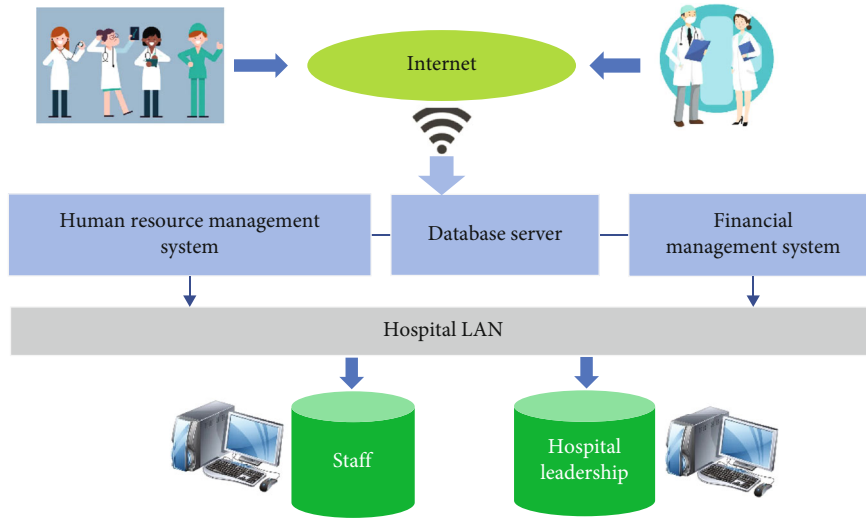 Internet
Human resource management
system
Database server
Financial
management system
Hospital LAN
Staff
Hospital
leadership